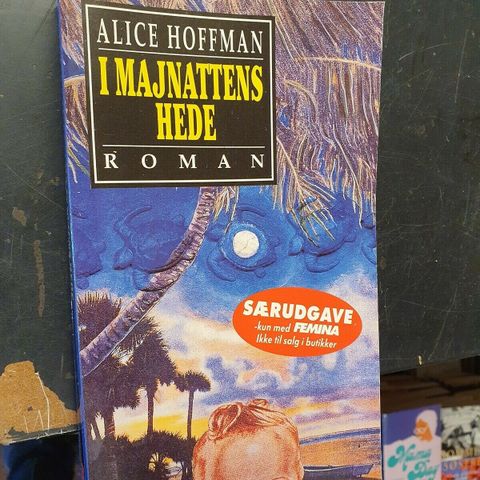 ALICE HOFFMAN
I MAJNATTENS
HEDE
ROMAN
SÆRUDGAVE
-kun med FEMINA
Ikke til salg i butikker